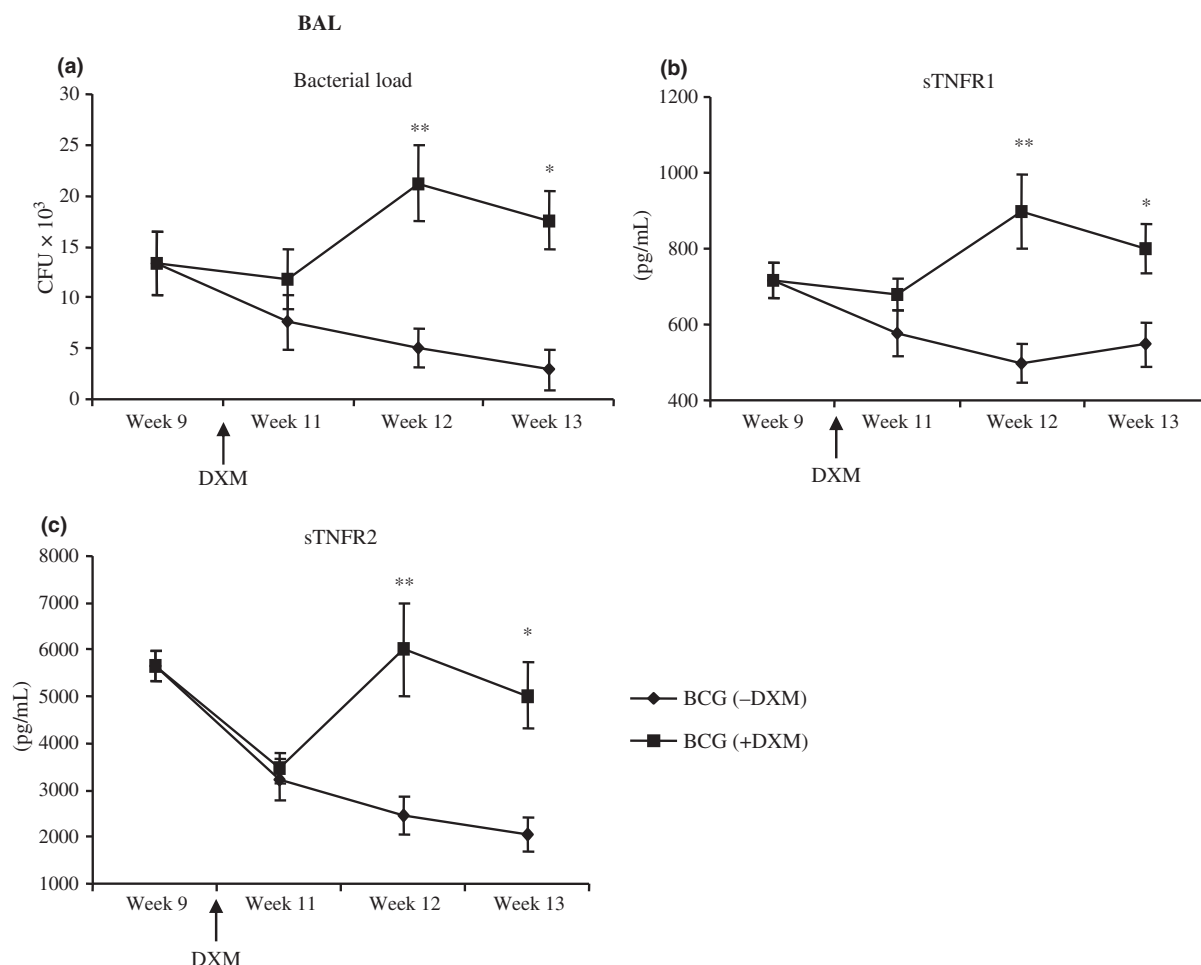 BAL
(a)
Bacterial load
30
25
20
15
10
5
0
CFU × 10³
** *
Week 9 Week 11 Week 12 Week 13
DXM
(b)
sTNFR1
1200
1000
800
600
400
(pg/mL)
** *
Week 9 Week 11 Week 12 Week 13
DXM
(c)
sTNFR2
8000
7000
6000
5000
4000
3000
2000
1000
(pg/mL)
** *
Week 9 Week 11 Week 12 Week 13
DXM
BCG (–DXM)
BCG (+DXM)